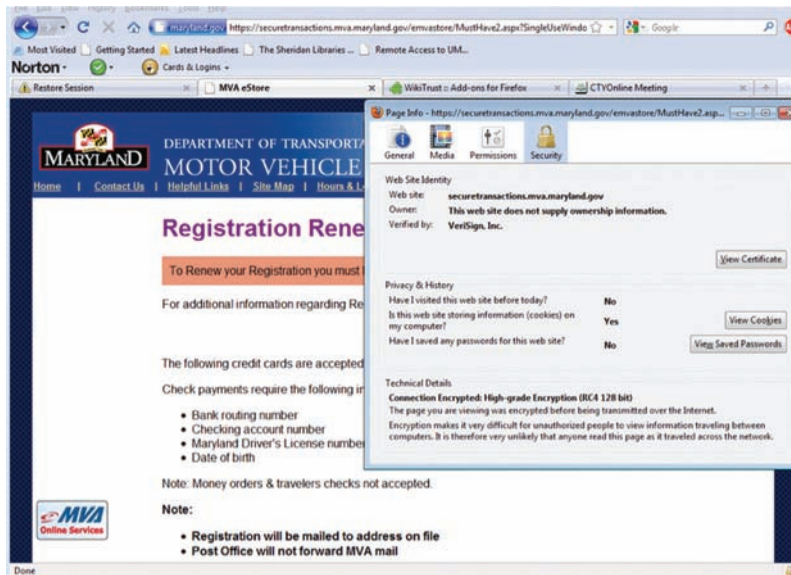 File Edit View History Bookmarks Tools Help
maryland.gov https://securetransactions.mva.maryland.gov/emvastore/MustHave2.aspx?SingleUseWindo
Google
Most Visited Getting Started Latest Headlines The Sheridan Libraries ... Remote Access to UM...
Norton Cards & Logins
Restore Session MVA eStore WikiTrust :: Add-ons for Firefox CTYOnline Meeting
Page Info - https://securetransactions.mva.maryland.gov/emvastore/MustHave2.asp...
General Media Permissions Security
MARYLAND
DEPARTMENT OF TRANSPORTA
MOTOR VEHICLE
Home | Contact Us | Helpful Links | Site Map | Hours & L
Registration Rene
To Renew your Registration you must
For additional information regarding Re
The following credit cards are accepted
Check payments require the following in
• Bank routing number
• Checking account number
• Maryland Driver's License number
• Date of birth
Note: Money orders & travelers checks not accepted.
Note:
• Registration will be mailed to address on file
• Post Office will not forward MVA mail
MVA
Online Services
Web Site Identity
Web site: securetransactions.mva.maryland.gov
Owner: This web site does not supply ownership information.
Verified by: VeriSign, Inc.
View Certificate
Privacy & History
Have I visited this web site before today? No
Is this web site storing information (cookies) on
my computer? Yes View Cookies
Have I saved any passwords for this web site? No View Saved Passwords
Technical Details
Connection Encrypted: High-grade Encryption (RC4 128 bit)
The page you are viewing was encrypted before being transmitted over the Internet.
Encryption makes it very difficult for unauthorized people to view information traveling between
computers. It is therefore very unlikely that anyone read this page as it traveled across the network.
Done